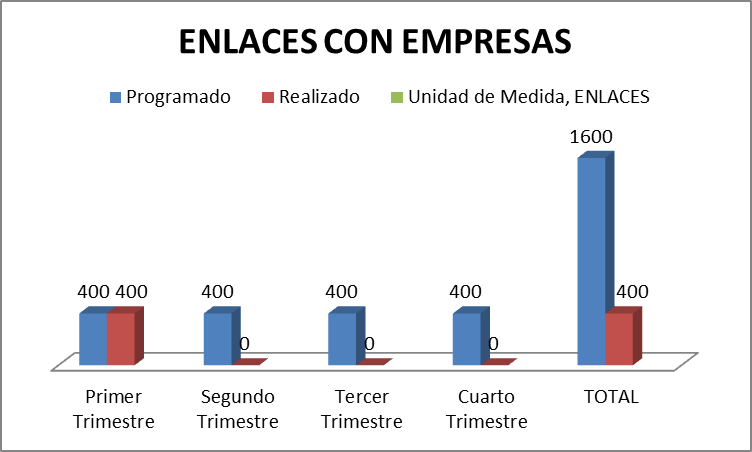 ENLACES CON EMPRESAS
Programado Realizado Unidad de Medida, ENLACES
1600
400 400 400 400 400 400
0 0 0
Primer Segundo Tercer Cuarto TOTAL
Trimestre Trimestre Trimestre Trimestre